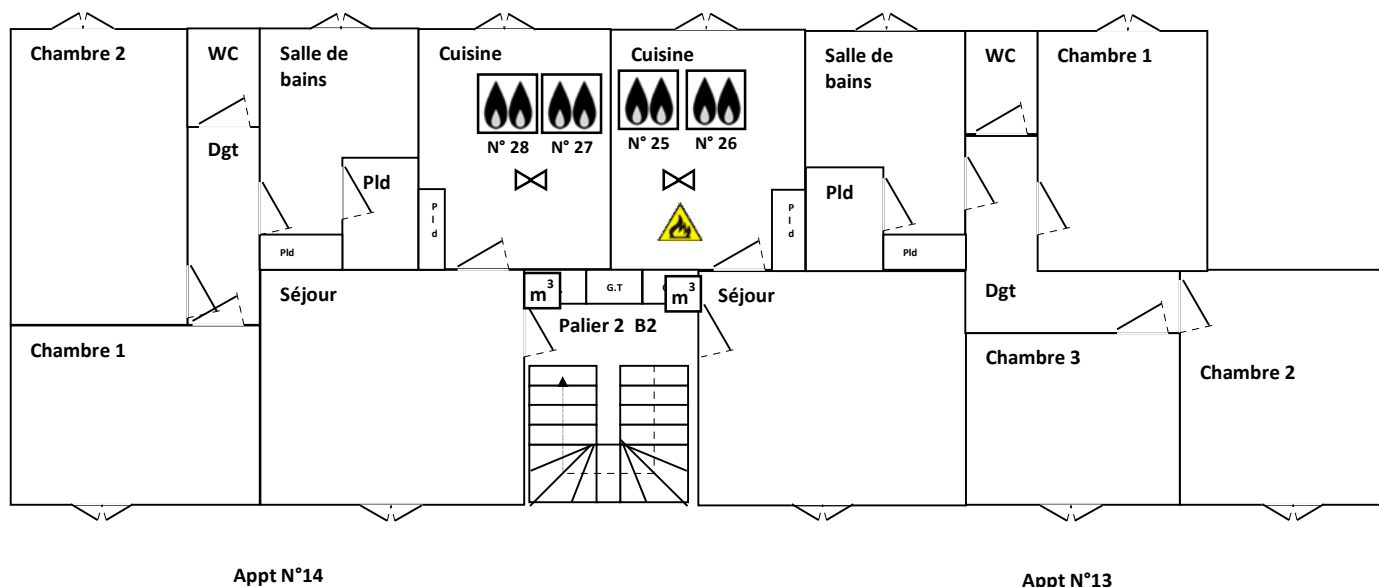 Chambre 2
WC
Salle de
bains
Cuisine
Cuisine
Salle de
bains
WC
Chambre 1
N° 28
N° 27
N° 25
N° 26
Dgt
Pld
Pld
Pld
Pld
Pld
Pld
Séjour
m³
G.T
m³
Séjour
Dgt
Palier 2 B2
Chambre 1
Chambre 3
Chambre 2
Appt N°14
Appt N°13